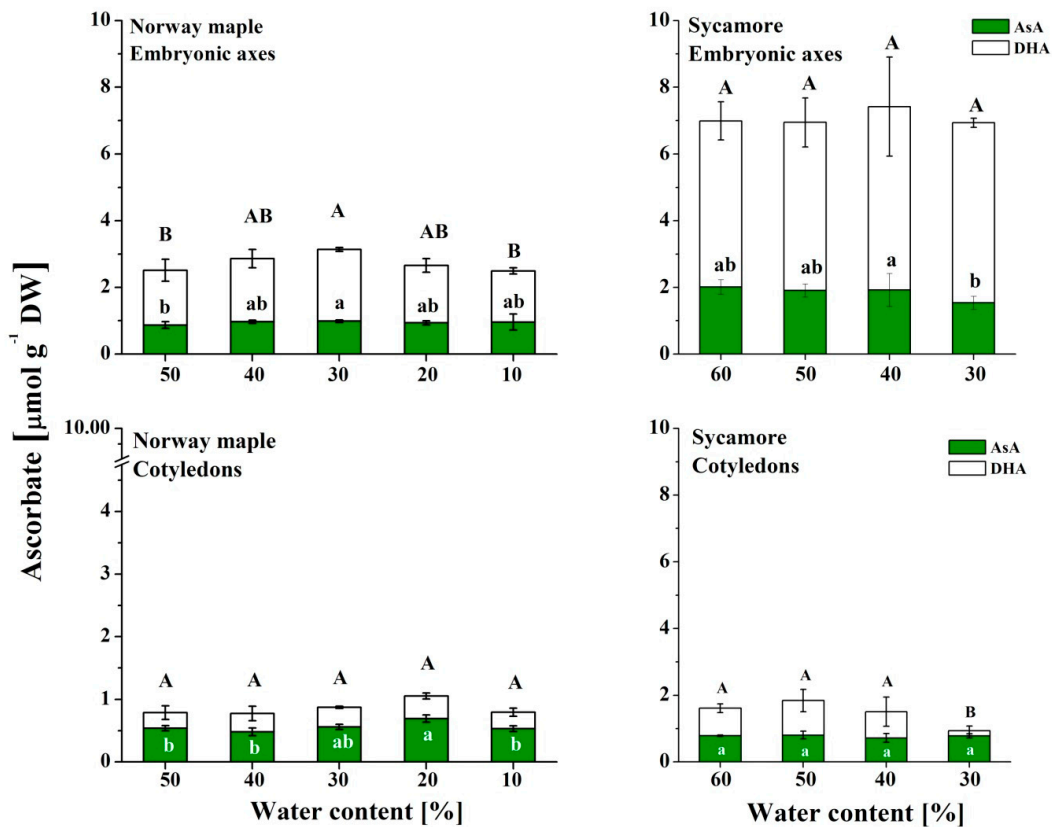 Ascorbate [μmol g-1 DW]
Norway maple
Embryonic axes
10
8
6
4
2
0
B
AB
A
AB
B
b
ab
a
ab
ab
50
40
30
20
10
Sycamore
Embryonic axes
AsA
DHA
10
8
6
4
2
0
A
A
A
A
ab
ab
a
b
60
50
40
30
Norway maple
Cotyledons
10.00
4
3
2
1
0
A
A
A
A
A
b
b
ab
a
b
50
40
30
20
10
Water content [%]
Sycamore
Cotyledons
AsA
DHA
10
8
6
4
2
0
A
A
A
B
a
a
a
a
60
50
40
30
Water content [%]